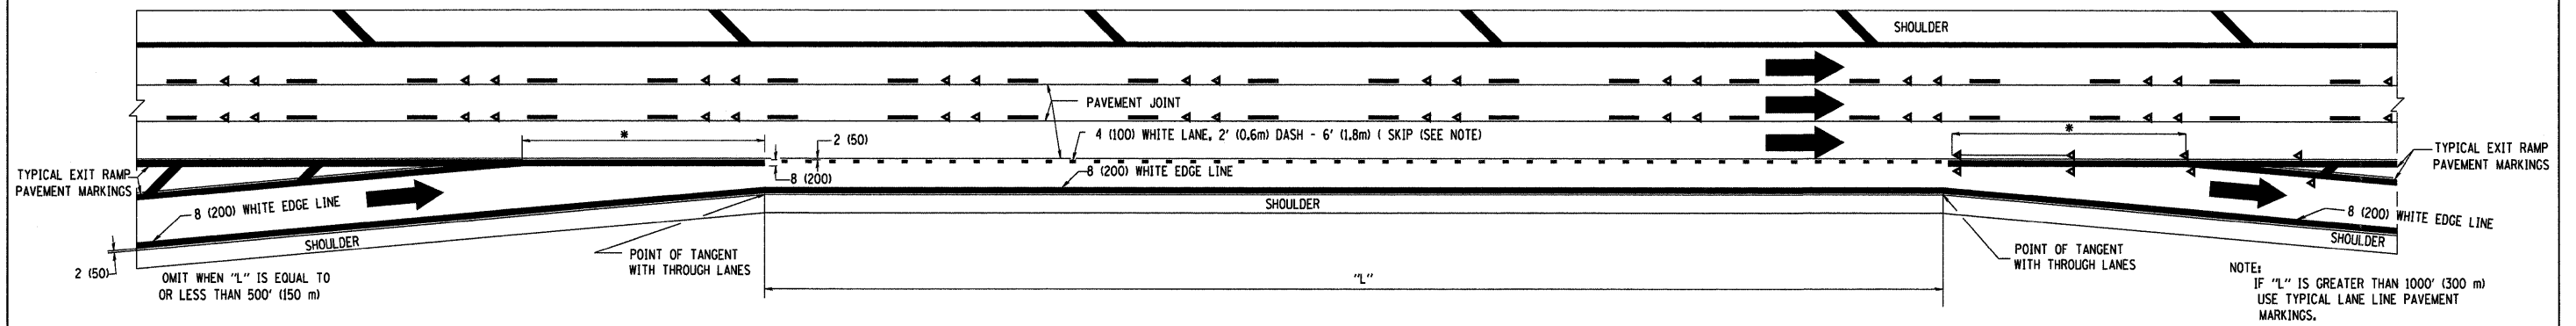 SHOULDER
PAVEMENT JOINT
2 (50)
4 (100) WHITE LANE, 2' (0.6m) DASH - 6' (1.8m) ( SKIP (SEE NOTE)
*
*
TYPICAL EXIT RAMP
PAVEMENT MARKINGS
8 (200)
8 (200) WHITE EDGE LINE
TYPICAL EXIT RAMP
PAVEMENT MARKINGS
8 (200) WHITE EDGE LINE
SHOULDER
8 (200) WHITE EDGE LINE
SHOULDER
SHOULDER
2 (50)
POINT OF TANGENT
WITH THROUGH LANES
POINT OF TANGENT
WITH THROUGH LANES
OMIT WHEN "L" IS EQUAL TO
OR LESS THAN 500' (150 m)
"L"
NOTE:
IF "L" IS GREATER THAN 1000' (300 m)
USE TYPICAL LANE LINE PAVEMENT
MARKINGS.